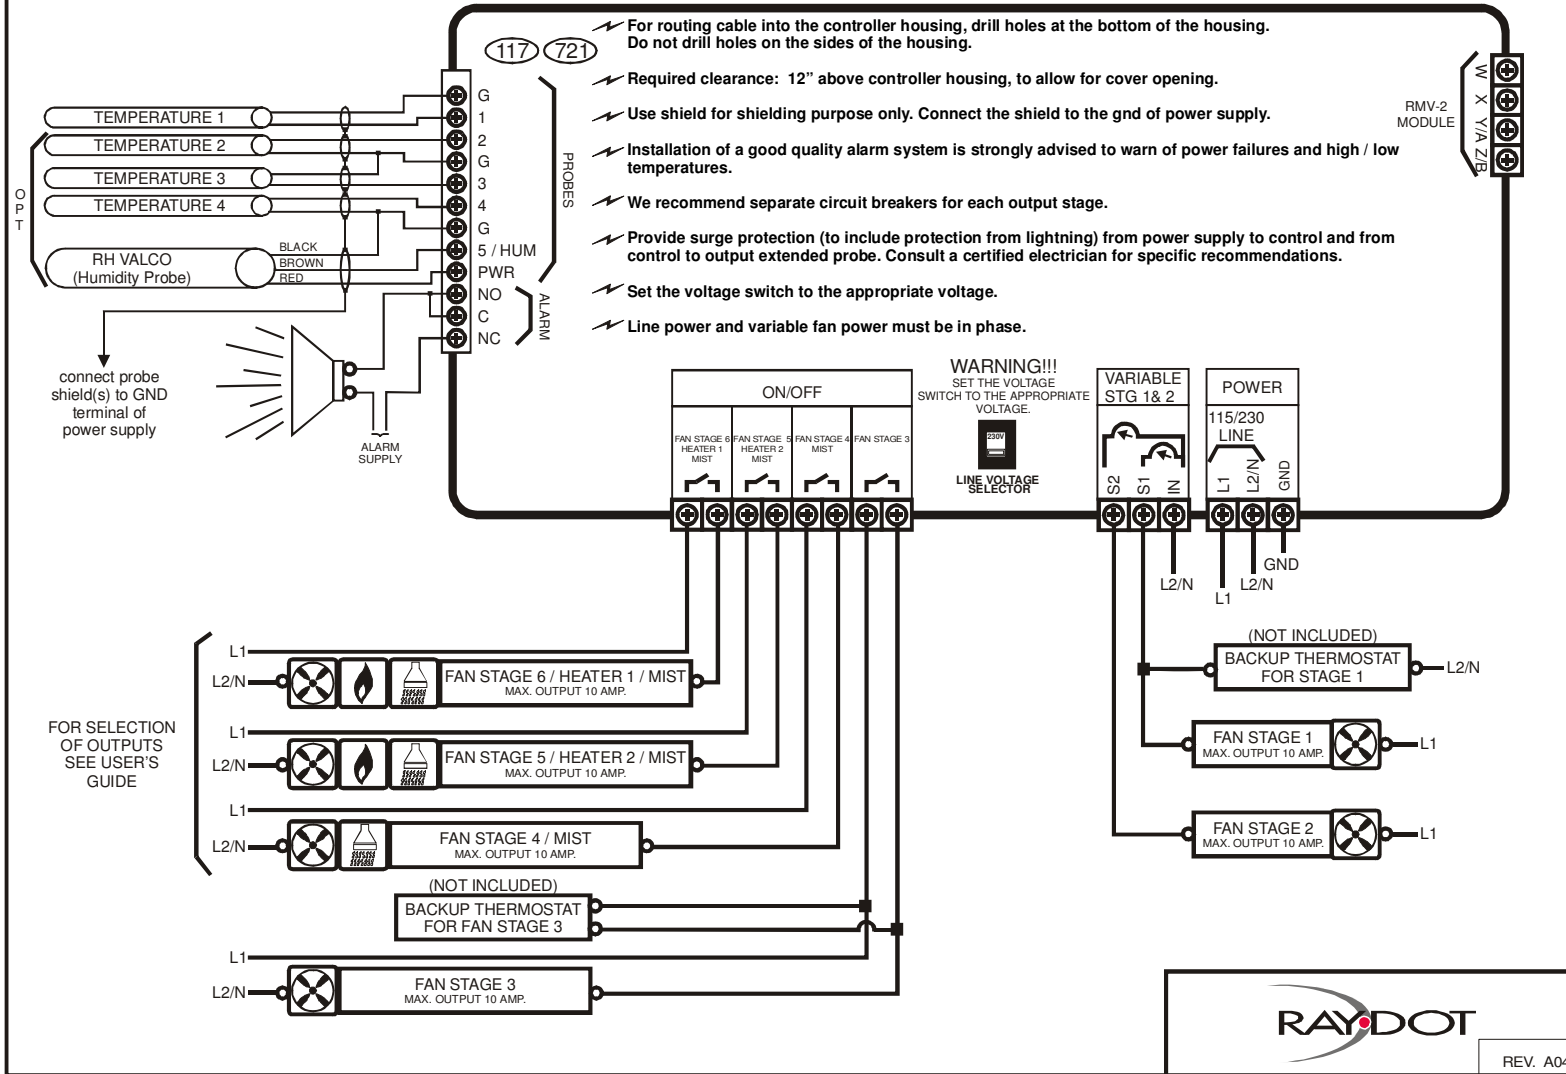 117
721
For routing cable into the controller housing, drill holes at the bottom of the housing.
Do not drill holes on the sides of the housing.
Required clearance: 12” above controller housing, to allow for cover opening.
Use shield for shielding purpose only. Connect the shield to the gnd of power supply.
Installation of a good quality alarm system is strongly advised to warn of power failures and high / low
temperatures.
We recommend separate circuit breakers for each output stage.
Provide surge protection (to include protection from lightning) from power supply to control and from
control to output extended probe. Consult a certified electrician for specific recommendations.
Set the voltage switch to the appropriate voltage.
Line power and variable fan power must be in phase.
RMV-2
MODULE
W
X
Y/A
Z/B
TEMPERATURE 1
TEMPERATURE 2
TEMPERATURE 3
TEMPERATURE 4
OPT
RH VALCO
(Humidity Probe)
BLACK
BROWN
RED
G
1
2
G
3
4
G
5 / HUM
PWR
NO
C
NC
PROBES
ALARM
connect probe
shield(s) to GND
terminal of
power supply
ALARM
SUPPLY
ON/OFF
FAN STAGE 6
HEATER 1
MIST
FAN STAGE 5
HEATER 2
MIST
FAN STAGE 4
MIST
FAN STAGE 3
WARNING!!!
SET THE VOLTAGE
SWITCH TO THE APPROPRIATE
VOLTAGE.
230V
LINE VOLTAGE
SELECTOR
VARIABLE
STG 1& 2
S2
S1
IN
POWER
115/230
LINE
L1
L2/N
GND
L2/N
L1
L2/N
GND
FOR SELECTION
OF OUTPUTS
SEE USER'S
GUIDE
L1
L2/N
FAN STAGE 6 / HEATER 1 / MIST
MAX. OUTPUT 10 AMP.
L1
L2/N
FAN STAGE 5 / HEATER 2 / MIST
MAX. OUTPUT 10 AMP.
L1
L2/N
FAN STAGE 4 / MIST
MAX. OUTPUT 10 AMP.
(NOT INCLUDED)
BACKUP THERMOSTAT
FOR FAN STAGE 3
L1
L2/N
FAN STAGE 3
MAX. OUTPUT 10 AMP.
(NOT INCLUDED)
BACKUP THERMOSTAT
FOR STAGE 1
L2/N
FAN STAGE 1
MAX. OUTPUT 10 AMP.
L1
FAN STAGE 2
MAX. OUTPUT 10 AMP.
L1
RAYDOT
REV. A04